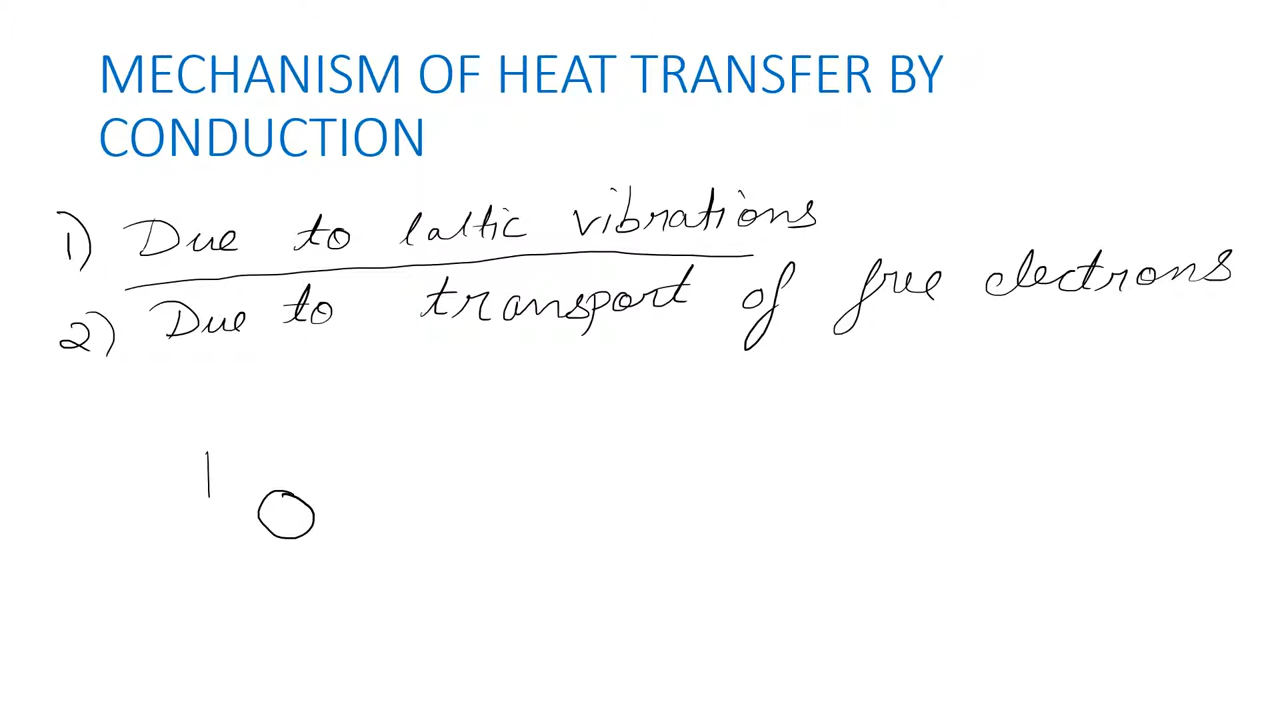 MECHANISM OF HEAT TRANSFER BY
CONDUCTION
1) Due to lattic vibrations
2) Due to transport of free electrons